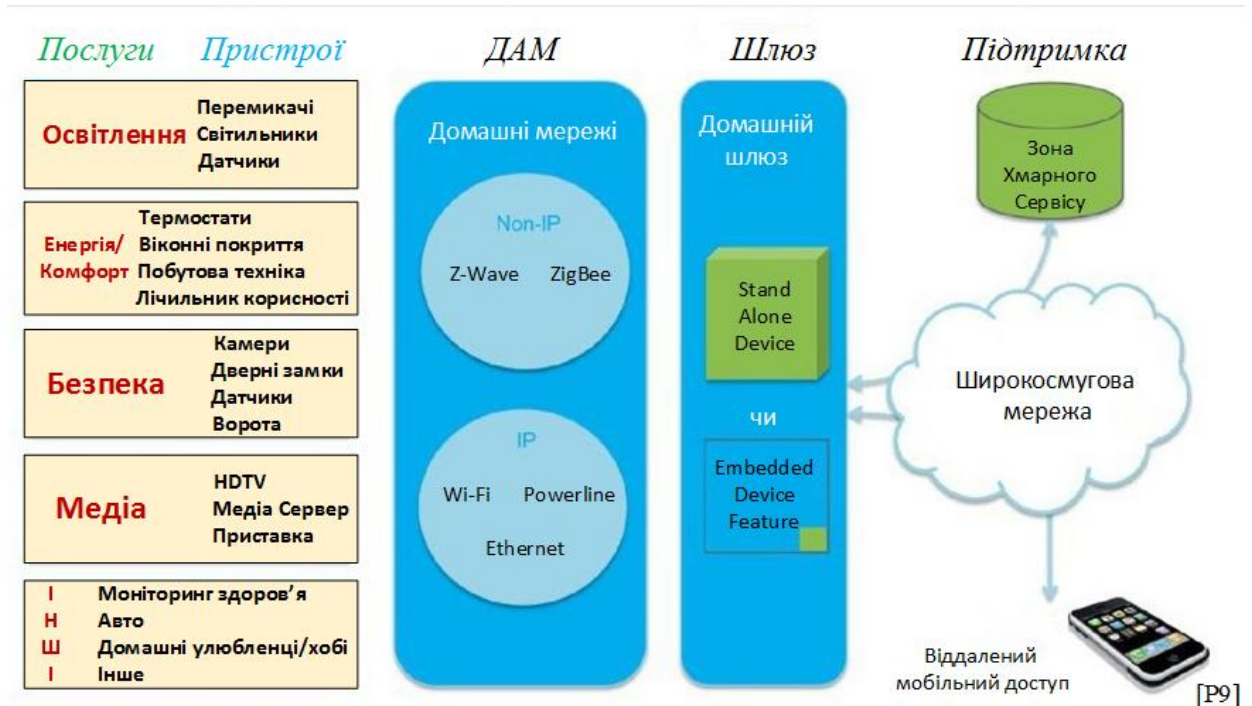 Послуги Пристрої ДАМ Шлюз Підтримка
Освітлення
Перемикачі
Світильники
Датчики
Енергія/
Комфорт
Термостати
Віконні покриття
Побутова техніка
Лічильник корисності
Безпека
Камери
Дверні замки
Датчики
Ворота
Медіа
HDTV
Медіа Сервер
Приставка
І
Н
Ш
І
Моніторинг здоров’я
Авто
Домашні улюбленці/хобі
Інше
Домашні мережі
Non-IP
Z-Wave ZigBee
IP
Wi-Fi Powerline
Ethernet
Домашній
шлюз
Stand
Alone
Device
чи
Embedded
Device
Feature
Зона
Хмарного
Сервісу
Широкосмугова
мережа
Віддалений
мобільний доступ
[P9]